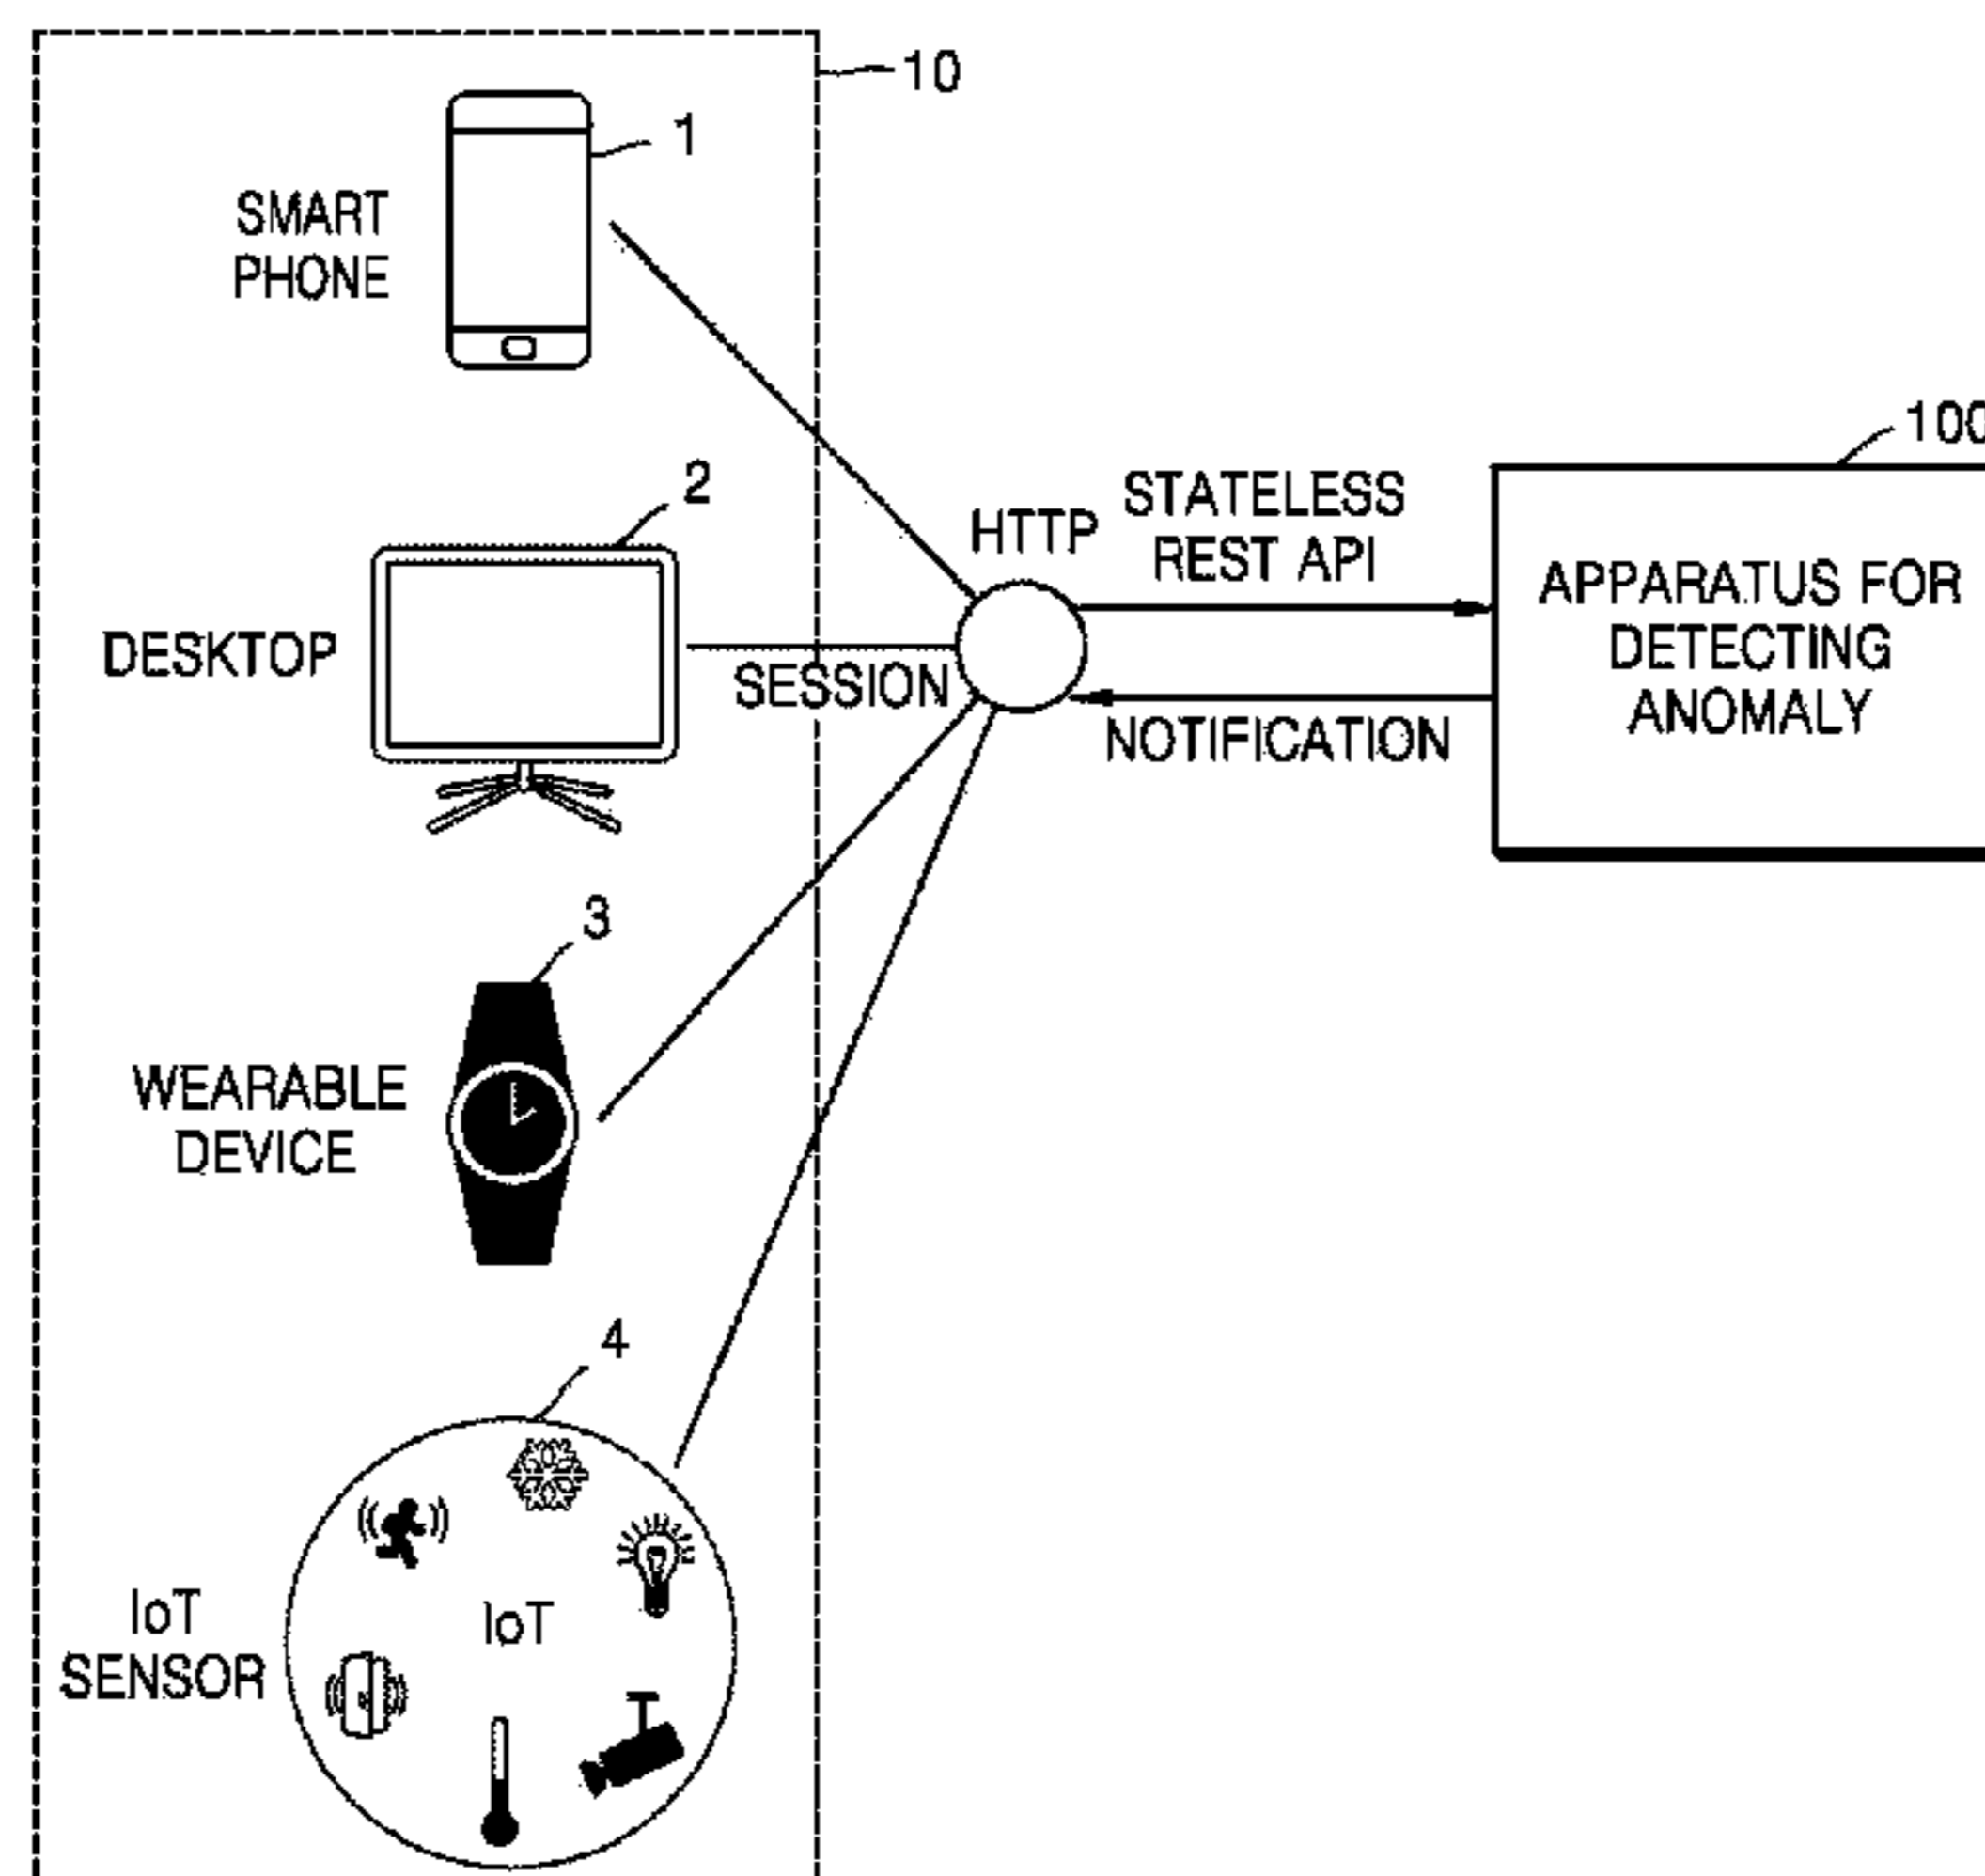 10
1
SMART
PHONE
2
DESKTOP
SESSION
HTTP
STATELESS
REST API
NOTIFICATION
100
APPARATUS FOR
DETECTING
ANOMALY
3
WEARABLE
DEVICE
4
IoT
SENSOR
IoT